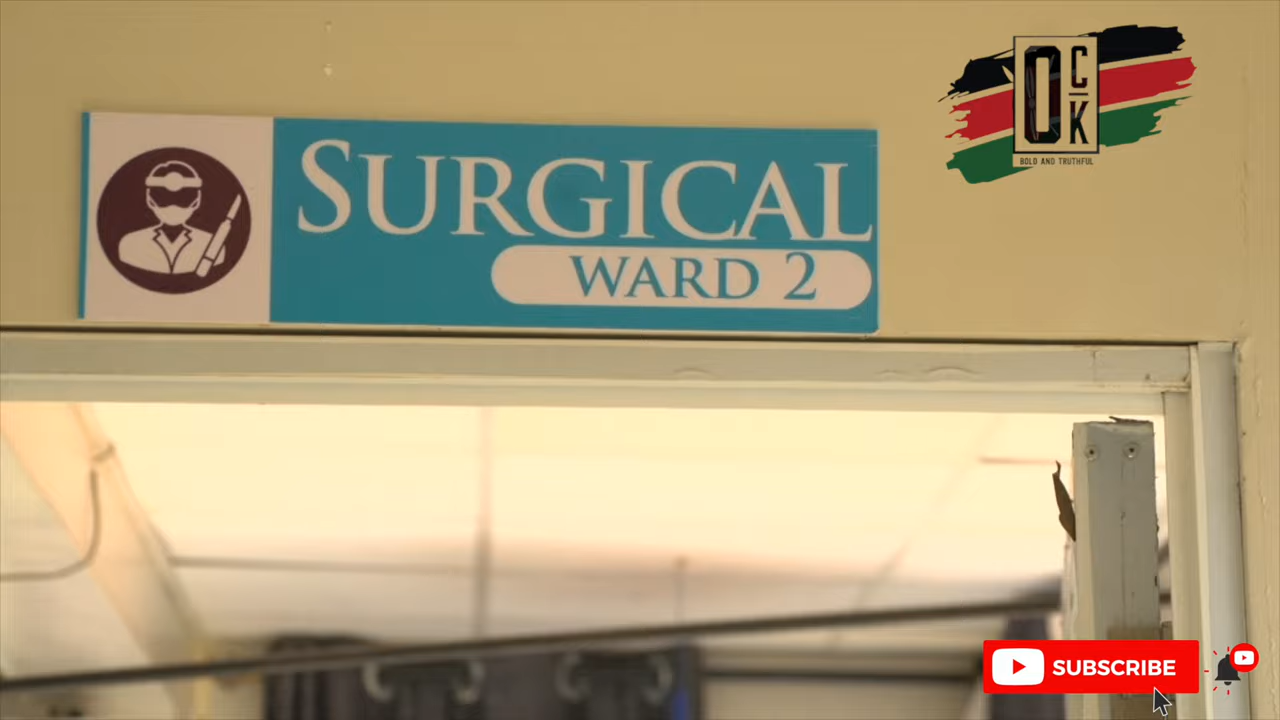 SURGICAL
WARD 2
OCK
BOLD AND TRUTHFUL
SUBSCRIBE